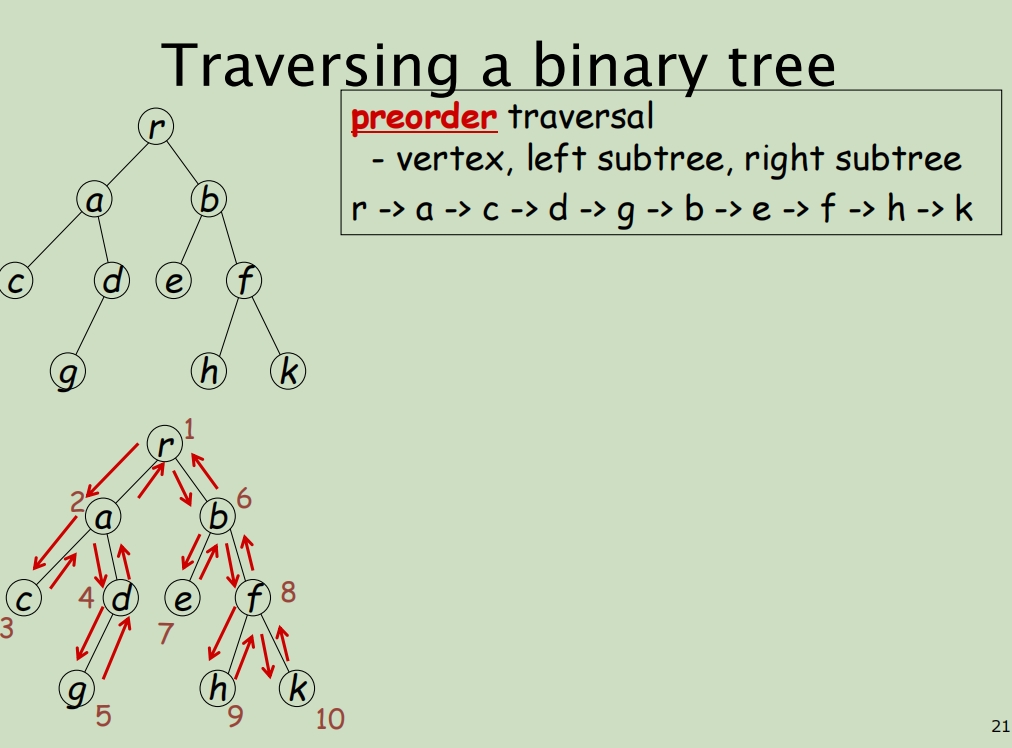 Traversing a binary tree
preorder traversal
- vertex, left subtree, right subtree
r -> a -> c -> d -> g -> b -> e -> f -> h -> k
r
a b
c d e f
g h k
r 1
2 a b 6
c 4 d e f 8
3 7
g h k
5 9 10
21